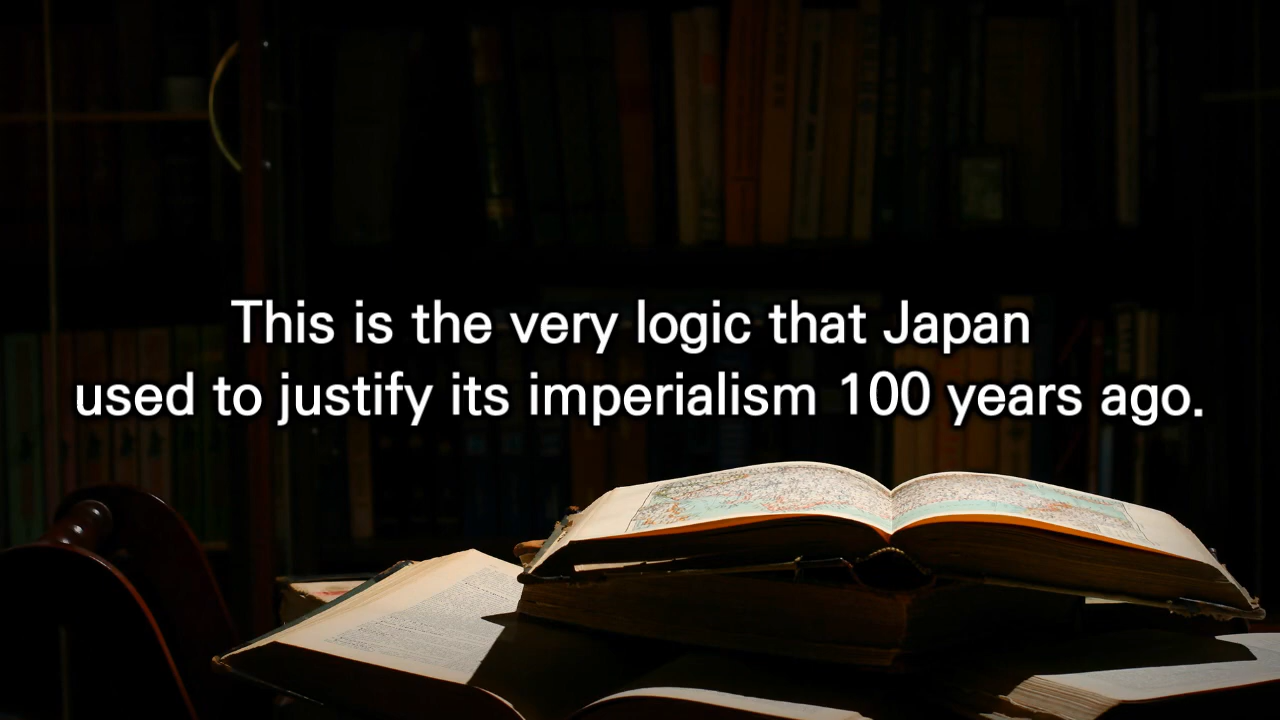 This is the very logic that Japan
used to justify its imperialism 100 years ago.